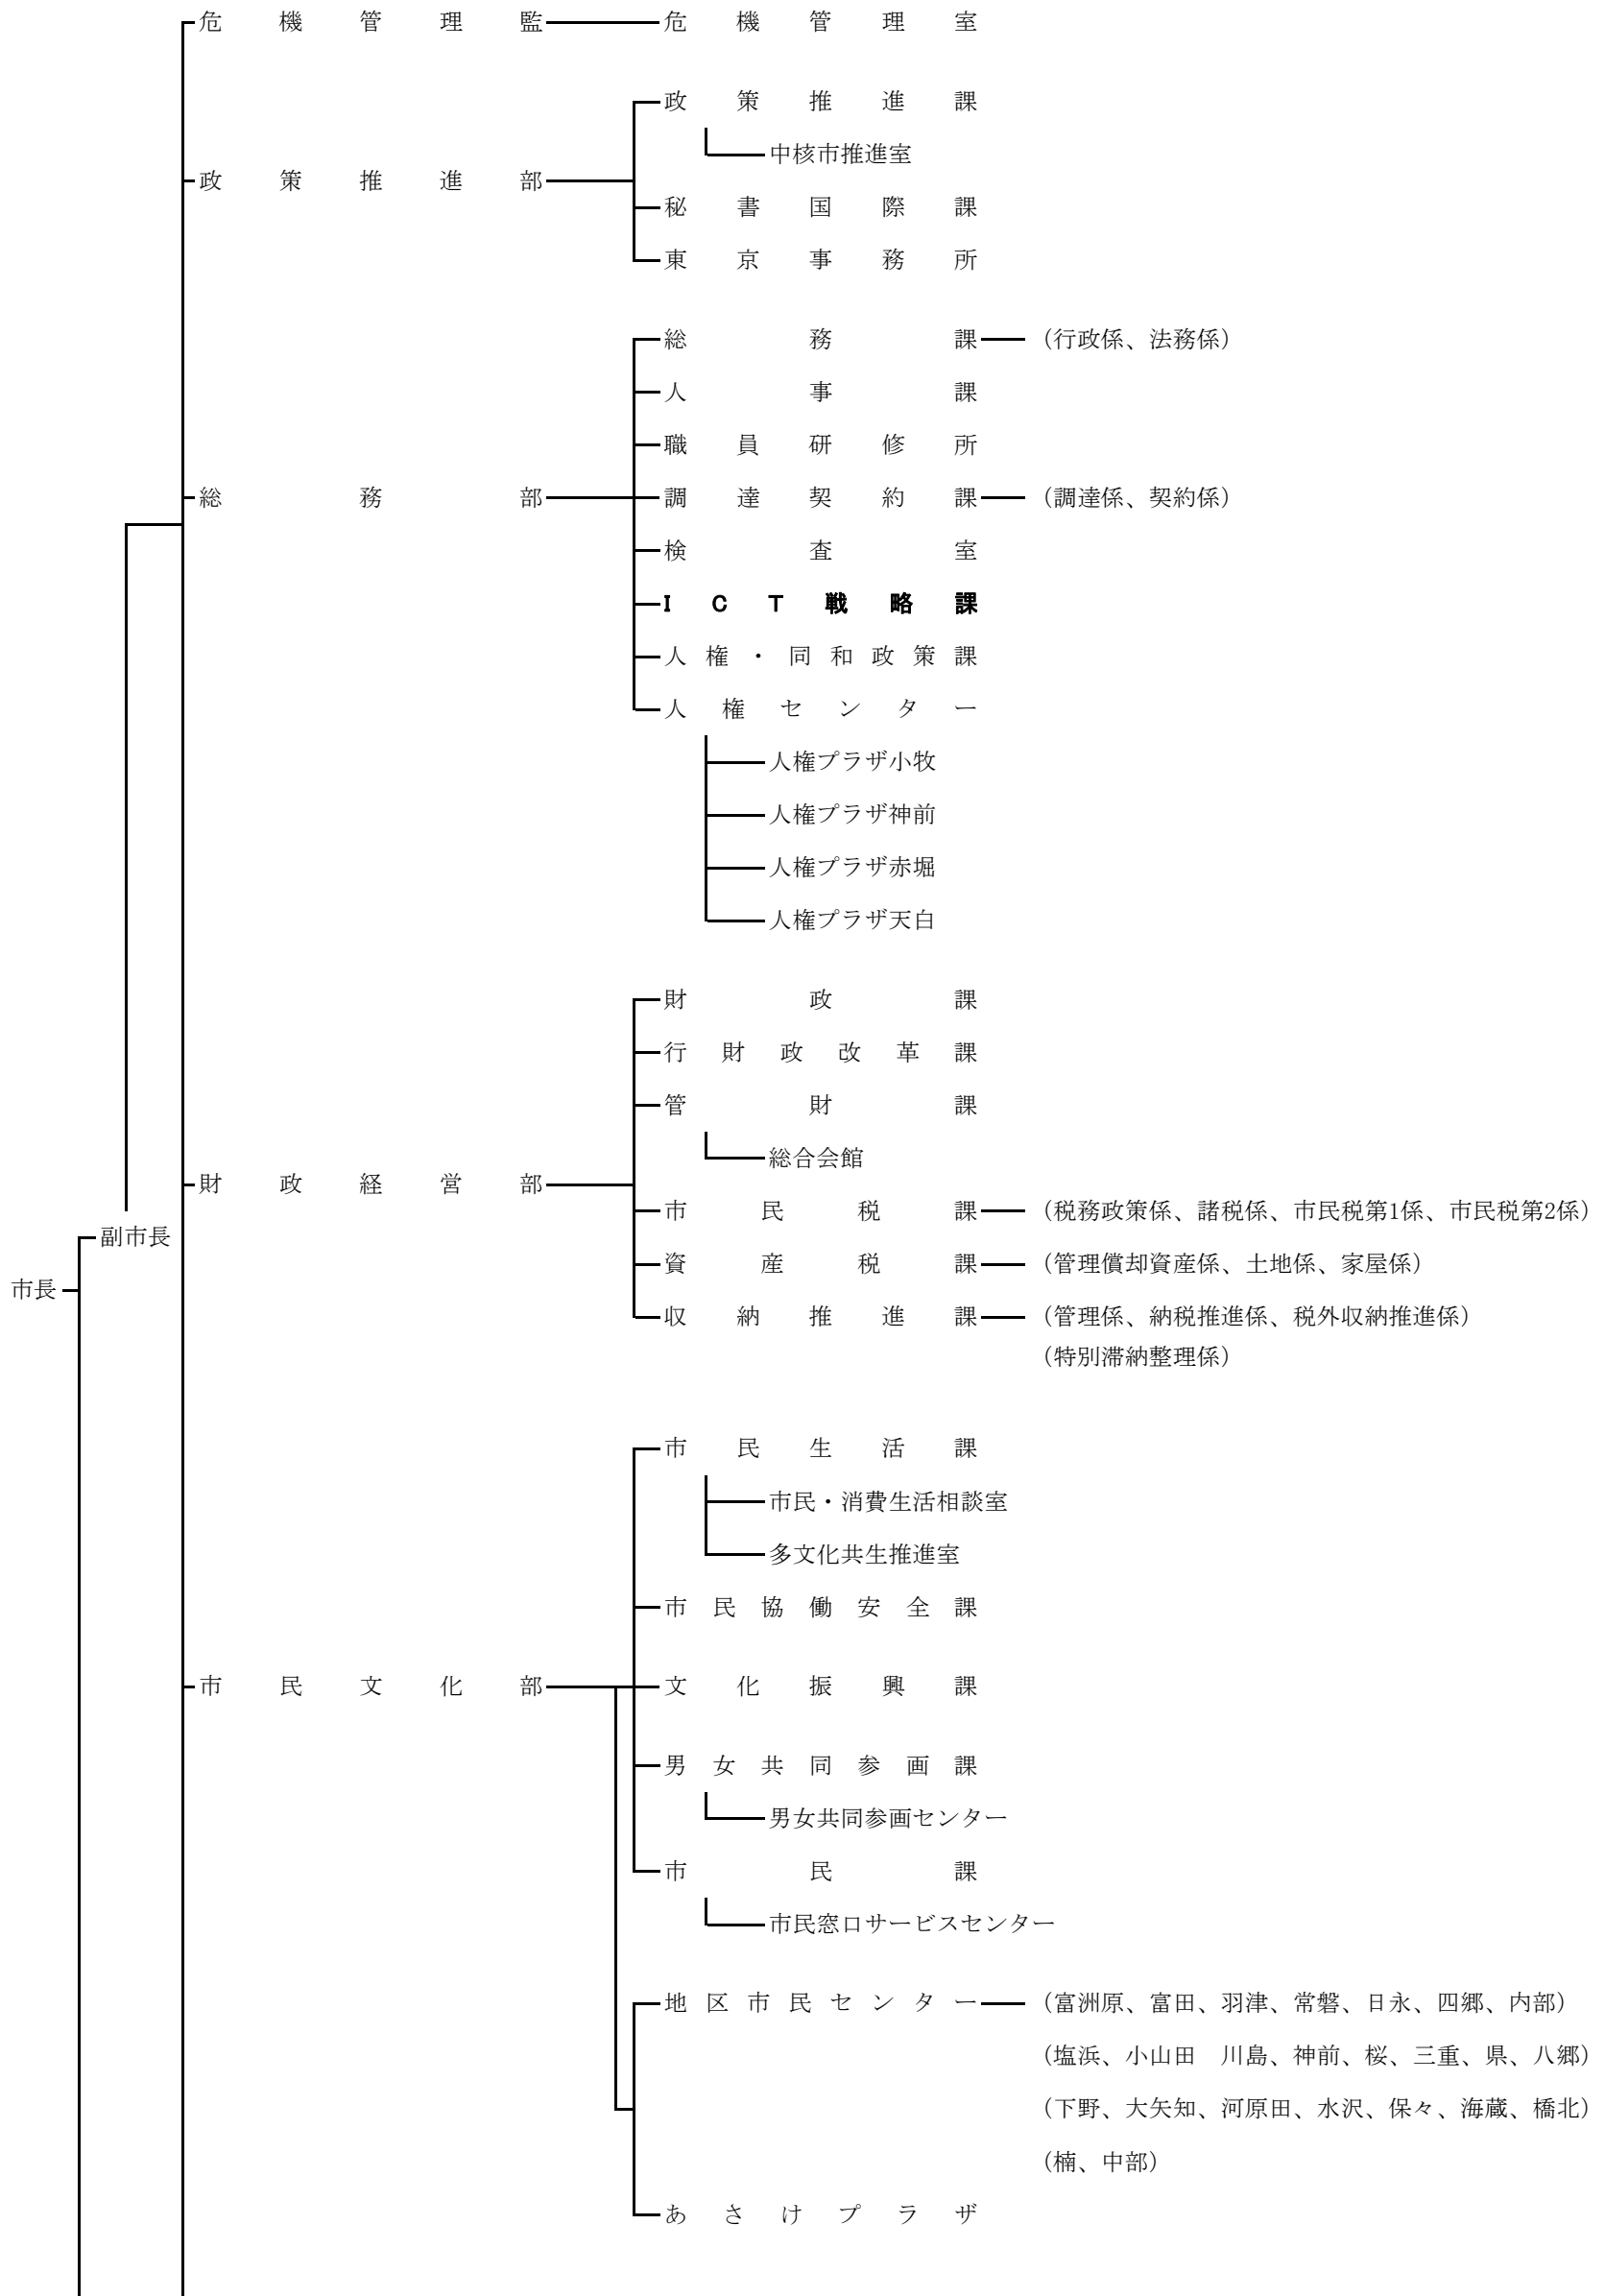 危機管理監 危機管理室
政策推進課
中核市推進室
政策推進部
秘書国際課
東京事務所
総務課 (行政係、法務係)
人事課
職員研修所
総務部 調達契約課 (調達係、契約係)
検査室
ICT戦略課
人権・同和政策課
人権センター
人権プラザ小牧
人権プラザ神前
人権プラザ赤堀
人権プラザ天白
財政課
行財政改革課
管財課
総合会館
財政経営部
市民税課 (税務政策係、諸税係、市民税第1係、市民税第2係)
副市長
資産税課 (管理償却資産係、土地係、家屋係)
市長
収納推進課 (管理係、納税推進係、税外収納推進係)
(特別滞納整理係)
市民生活課
市民・消費生活相談室
多文化共生推進室
市民協働安全課
市民文化部 文化振興課
男女共同参画課
男女共同参画センター
市民課
市民窓口サービスセンター
地区市民センター (富洲原、富田、羽津、常磐、日永、四郷、内部)
(塩浜、小山田　川島、神前、桜、三重、県、八郷)
(下野、大矢知、河原田、水沢、保々、海蔵、橋北)
(楠、中部)
あさけプラザ